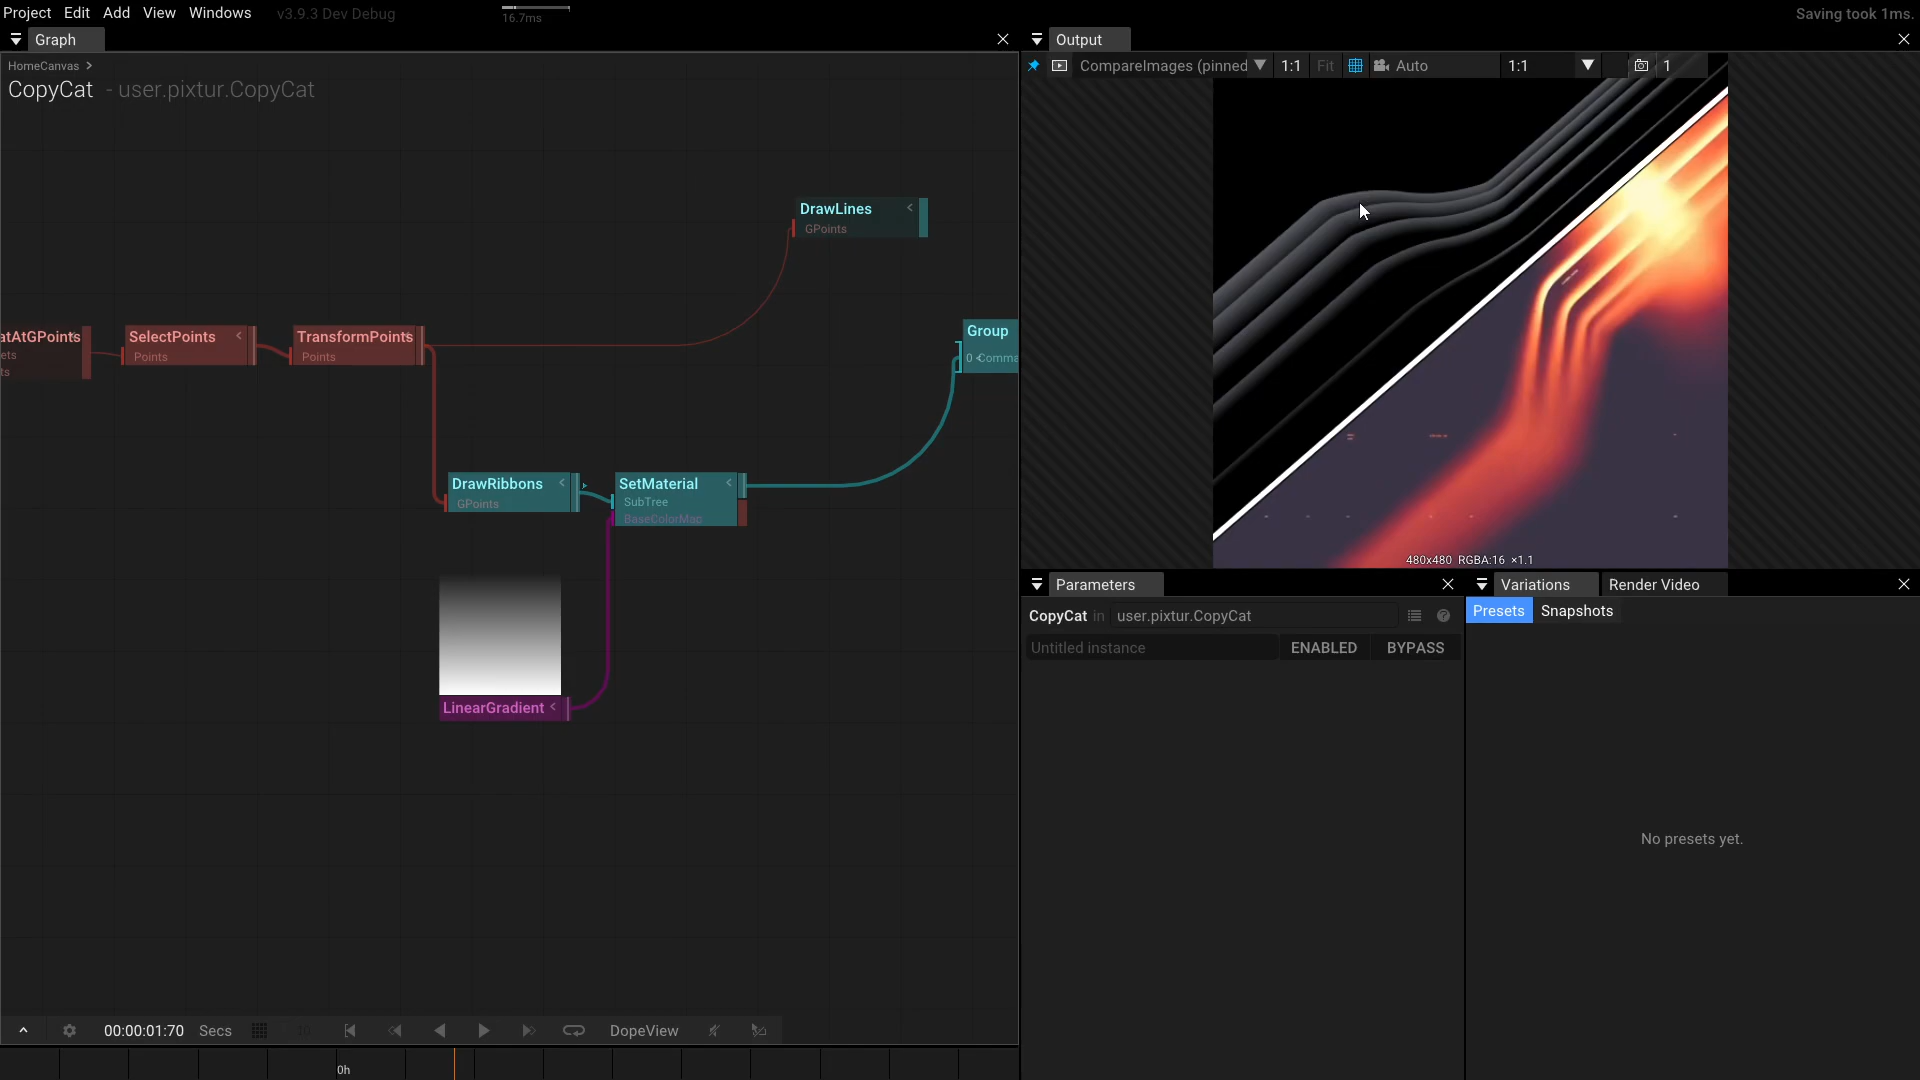 Project Edit Add View Windows v3.9.3 Dev Debug 16.7ms Saving took 1ms.
Graph
HomeCanvas >
CopyCat - user.pixtur.CopyCat
DrawLines
GPoints
atAtGPoints
ets
ts
SelectPoints
Points
TransformPoints
Points
Group
0 Comma
DrawRibbons
GPoints
SetMaterial
SubTree
BaseColorMap
LinearGradient
00:00:01:70 Secs 10 DopeView
0h
Output
CompareImages (pinned 1:1 Fit Auto 1:1 1
480x480 RGBA:16 ×1.1
Parameters
CopyCat in user.pixtur.CopyCat
Untitled instance ENABLED BYPASS
Variations Render Video
Presets Snapshots
No presets yet.